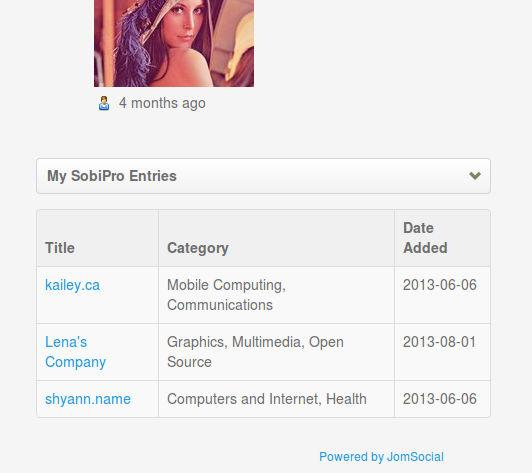 4 months ago
My SobiPro Entries
Title Category Date Added
kailey.ca Mobile Computing, Communications 2013-06-06
Lena's Company Graphics, Multimedia, Open Source 2013-08-01
shyann.name Computers and Internet, Health 2013-06-06
Powered by JomSocial